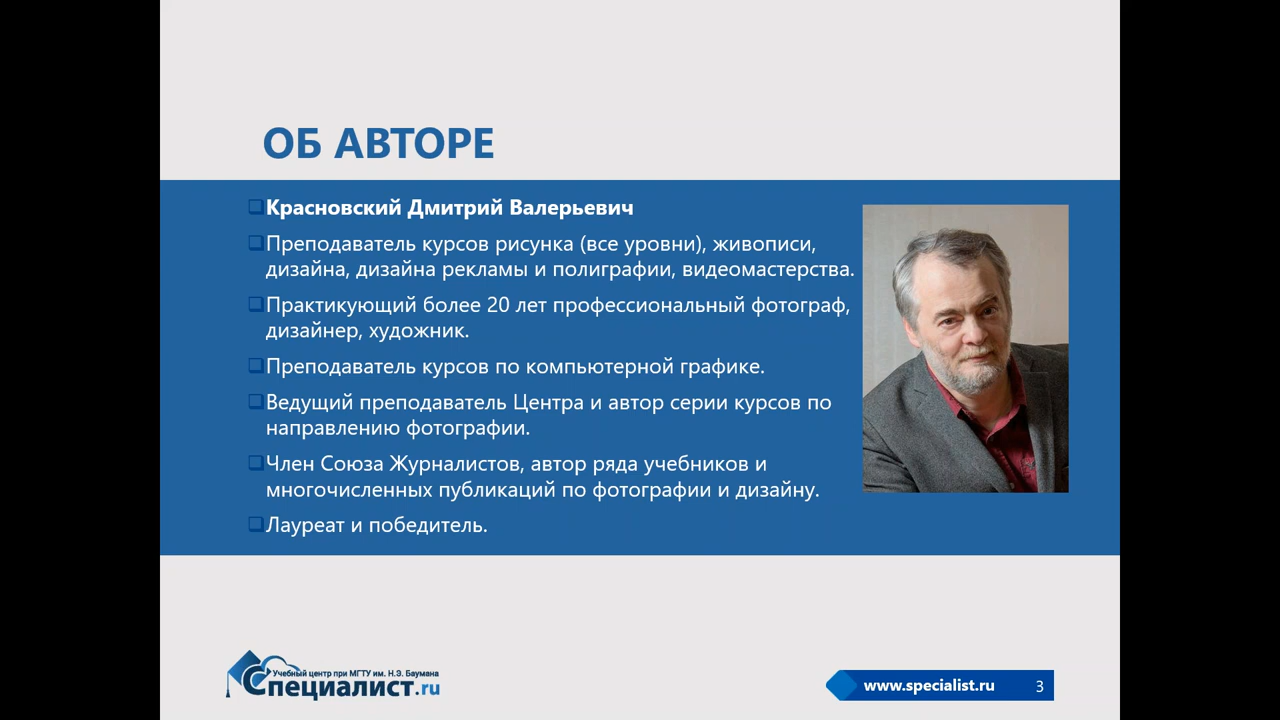 ОБ АВТОРЕ
Красновский Дмитрий Валерьевич
Преподаватель курсов рисунка (все уровни), живописи,
дизайна, дизайна рекламы и полиграфии, видеомастерства.
Практикующий более 20 лет профессиональный фотограф,
дизайнер, художник.
Преподаватель курсов по компьютерной графике.
Ведущий преподаватель Центра и автор серии курсов по
направлению фотографии.
Член Союза Журналистов, автор ряда учебников и
многочисленных публикаций по фотографии и дизайну.
Лауреат и победитель.
Учебный центр при МГТУ им. Н.Э. Баумана
Специалист.ru
www.specialist.ru 3